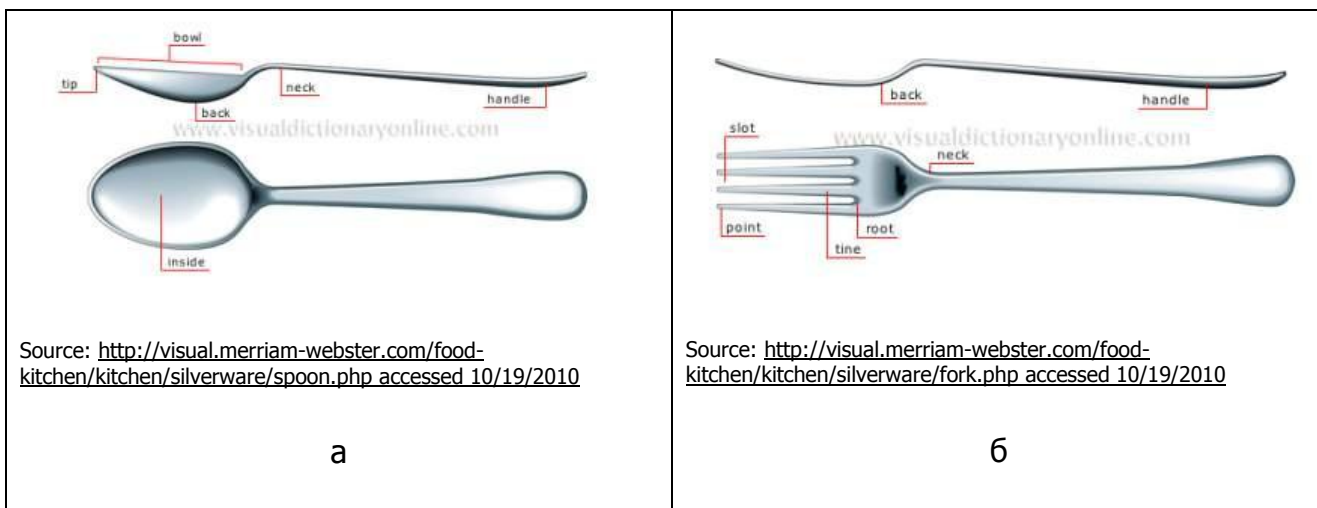 bowl
tip
neck
handle
back
www.visualdictionaryonline.com
inside
Source: http://visual.merriam-webster.com/food-
kitchen/kitchen/silverware/spoon.php accessed 10/19/2010
а
back
handle
www.visualdictionaryonline.com
slot
neck
point
root
tine
Source: http://visual.merriam-webster.com/food-
kitchen/kitchen/silverware/fork.php accessed 10/19/2010
б